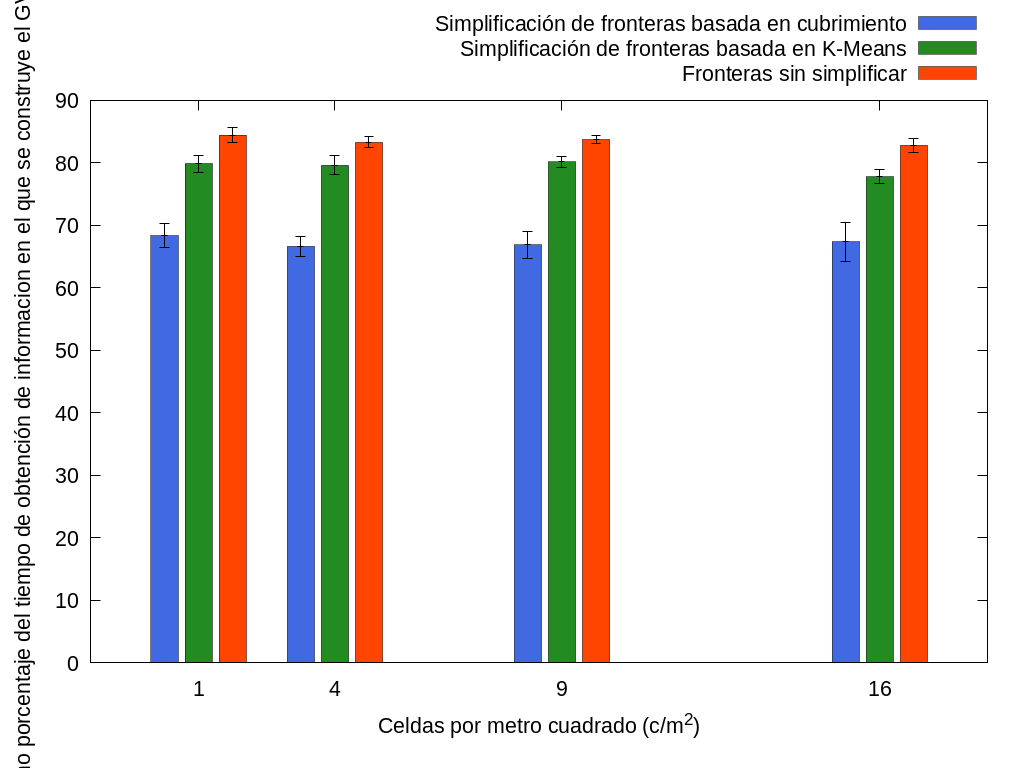 Simplificación de fronteras basada en cubrimiento
Simplificación de fronteras basada en K-Means
Fronteras sin simplificar
porcentaje del tiempo de obtención de informacion en el que se construye el
90
80
70
60
50
40
30
20
10
0
1 4 9 16
Celdas por metro cuadrado (c/m²)